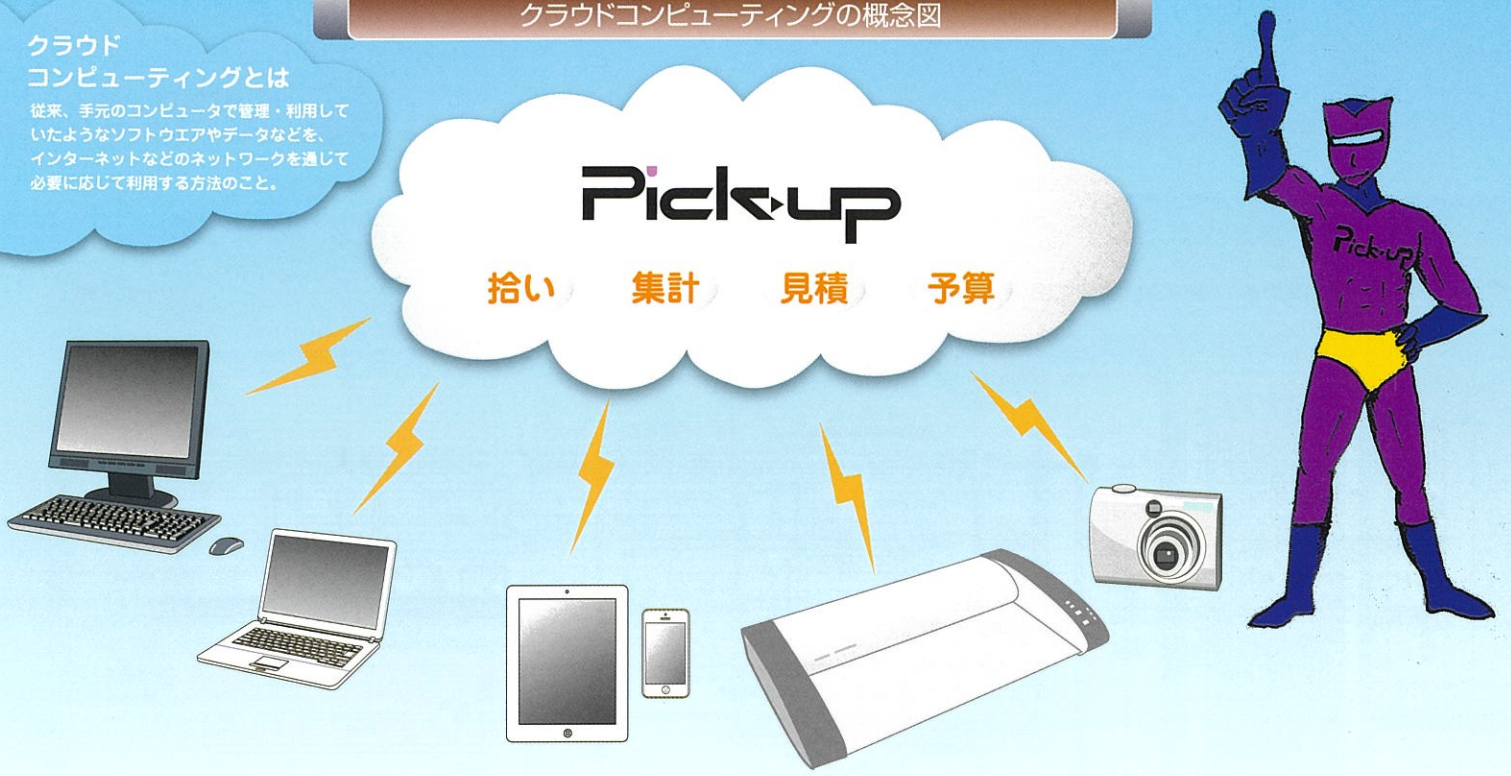 クラウドコンピューティングの概念図
クラウド
コンピューティングとは
従来、手元のコンピュータで管理・利用して
いたようなソフトウエアやデータなどを、
インターネットなどのネットワークを通じて
必要に応じて利用する方法のこと。
Pick▸up
拾い 集計 見積 予算
Pick▸up